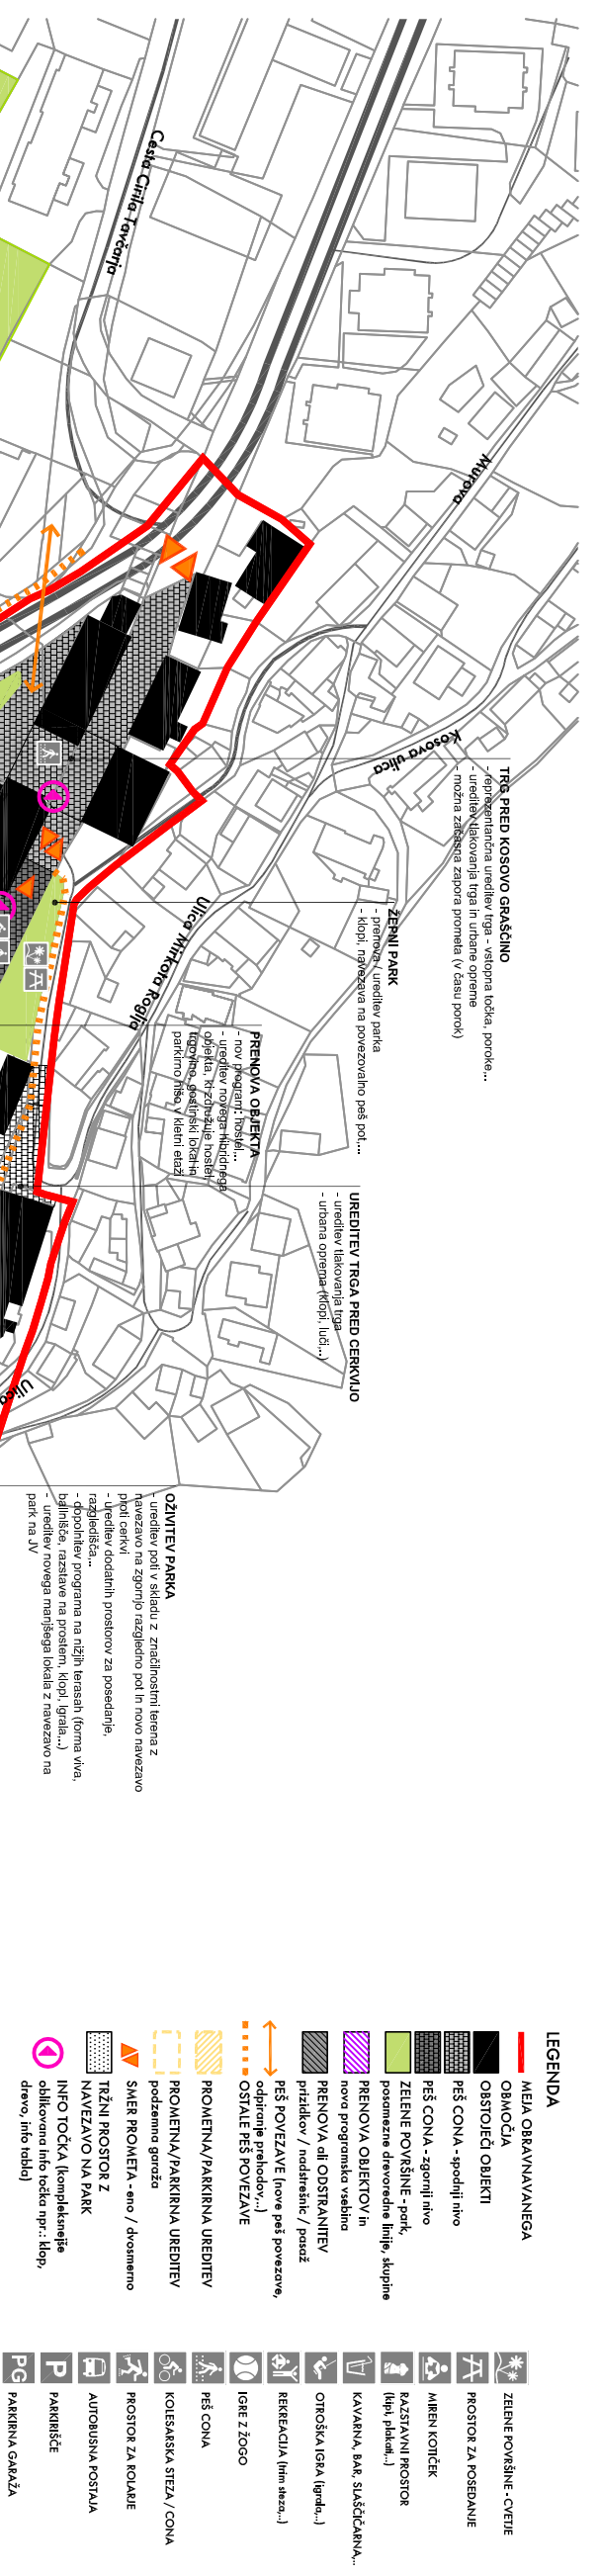 Cesta Cirila Tavčarja
Murova
Kosova ulica
Ulica Mirkota Roglja
Ulica
TRG PRED KOSOVO GRAŠČINO
- reprezentančna ureditev trga - vstopna točka, poroke,..
- ureditev tlakovanja trga in urbane opreme
- možna začasna zapora prometa (v času porok)
ŽEPNI PARK
- prenova / ureditev parka
- klopi, navezava na povezovalno peš pot,...
PRENOVA OBJEKTA
- nov program: hostel,..
- ureditev novega hibridnega
objekta, ki združuje hostel,
trgovino, gostinski lokal in
parkirno hišo v kletni etaži
UREDITEV TRGA PRED CERKVIJO
- ureditev tlakovanja trga
- urbana oprema (klopi, luči,..)
OŽIVITEV PARKA
- ureditev poti v skladu z značilnostmi terena z
navezavo na zgornjo razgledno pot in novo navezavo
proti cerkvi
- ureditev dodatnih prostorov za posedanje,
razgledišča,..
- dopolnitev programa na nižjih terasah (forma viva,
balinišče, razstave na prostem, klopi, igrala,..)
- ureditev novega manjšega lokala z navezavo na
park na JV
LEGENDA
MEJA OBRAVNAVANEGA
OBMOČJA
OBSTOJEČI OBJEKTI
PEŠ CONA - spodnji nivo
PEŠ CONA - zgornji nivo
ZELENE POVRŠINE - park,
posamezne drevoredne linije, skupine
PRENOVA OBJEKTOV in
nova programska vsebina
PRENOVA ali ODSTRANITEV
prizidkov / nadstrešnic / pasaž
PEŠ POVEZAVE (nove peš povezave,
odpiranje prehodov,..)
OSTALE PEŠ POVEZAVE
PROMETNA/PARKIRNA UREDITEV
PROMETNA/PARKIRNA UREDITEV
podzemna garaža
SMER PROMETA - eno / dvosmerno
TRŽNI PROSTOR Z
NAVEZAVO NA PARK
INFO TOČKA (kompleksnejše
oblikovana info točka npr.: klop,
drevo, info tabla)
ZELENE POVRŠINE - CVETJE
PROSTOR ZA POSEDANJE
MIREN KOTIČEK
RAZSTAVNI PROSTOR
(kipi, plakati,..)
KAVARNA, BAR, SLAŠČIČARNA,..
OTROŠKA IGRA (igrala,..)
REKREACIJA (trim steza,..)
IGRE Z ŽOGO
PEŠ CONA
KOLESARSKA STEZA / CONA
PROSTOR ZA ROLARJE
AVTOBUSNA POSTAJA
P
PARKIRIŠČE
PG
PARKIRNA GARAŽA